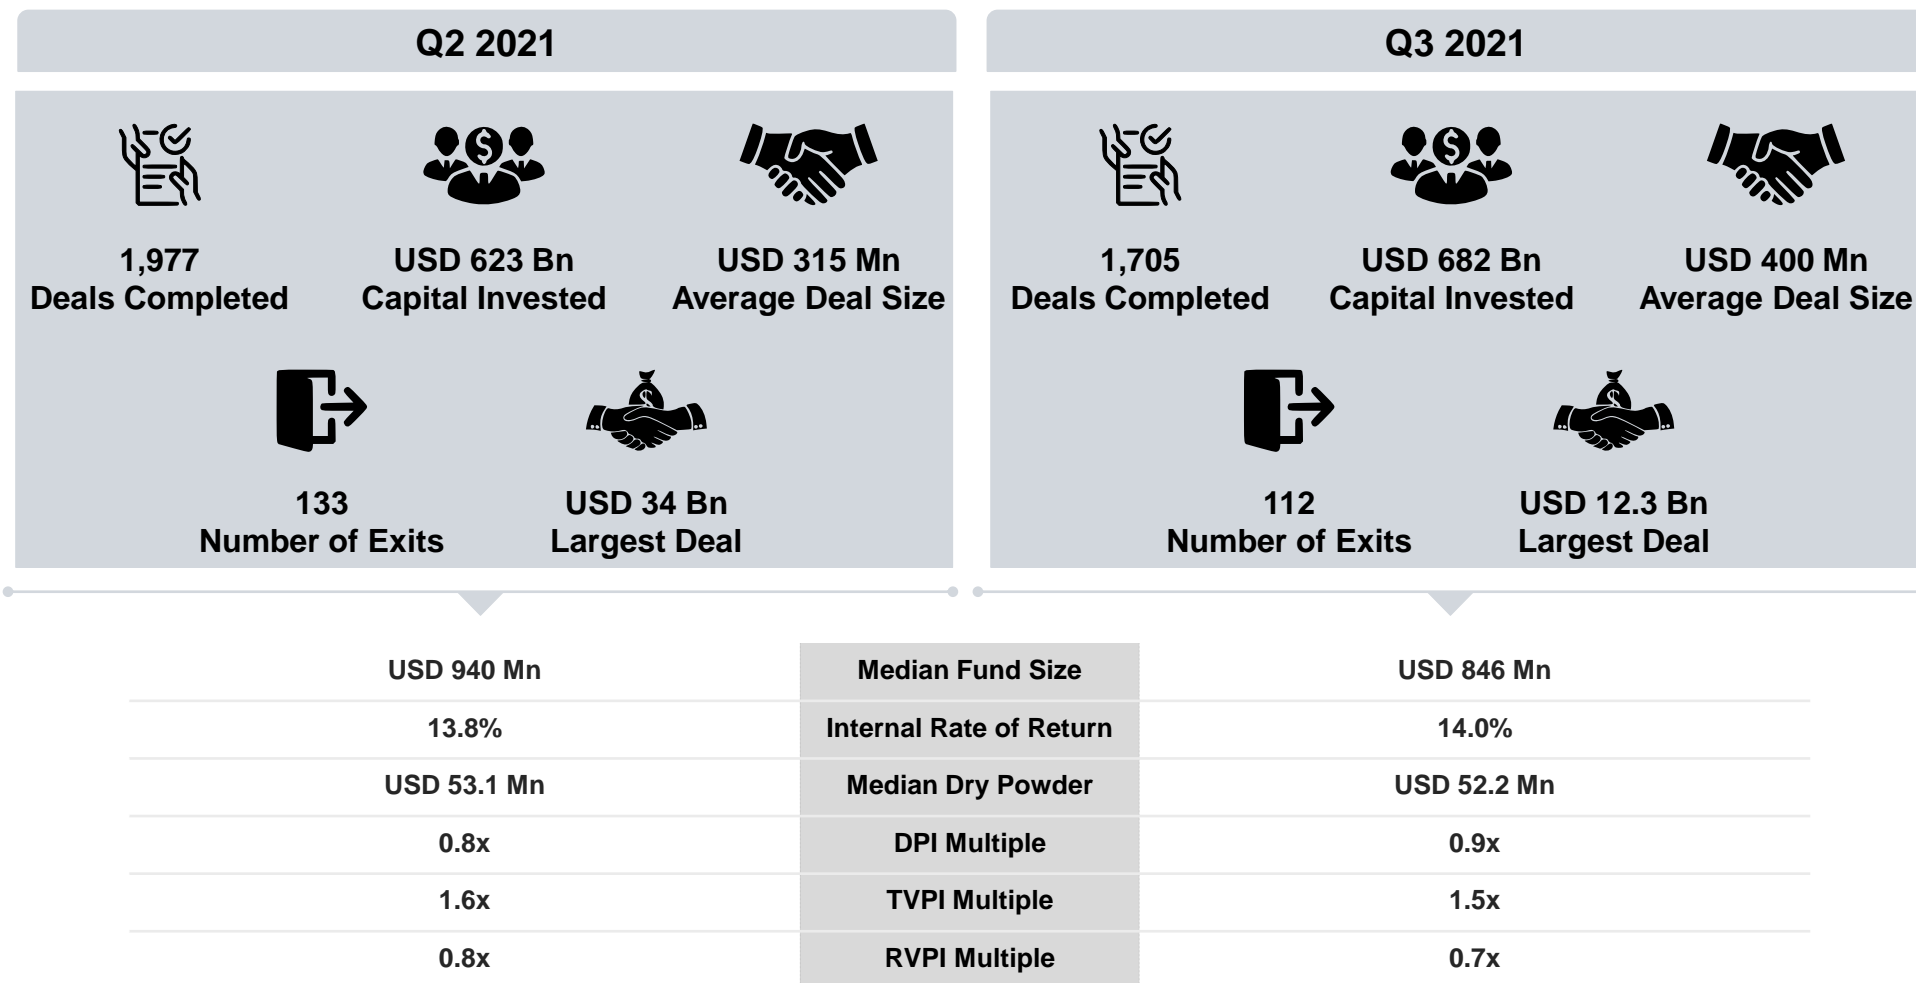 Q2 2021
Q3 2021
1,977
Deals Completed
USD 623 Bn
Capital Invested
USD 315 Mn
Average Deal Size
133
Number of Exits
USD 34 Bn
Largest Deal
1,705
Deals Completed
USD 682 Bn
Capital Invested
USD 400 Mn
Average Deal Size
112
Number of Exits
USD 12.3 Bn
Largest Deal
USD 940 Mn Median Fund Size USD 846 Mn
13.8% Internal Rate of Return 14.0%
USD 53.1 Mn Median Dry Powder USD 52.2 Mn
0.8x DPI Multiple 0.9x
1.6x TVPI Multiple 1.5x
0.8x RVPI Multiple 0.7x